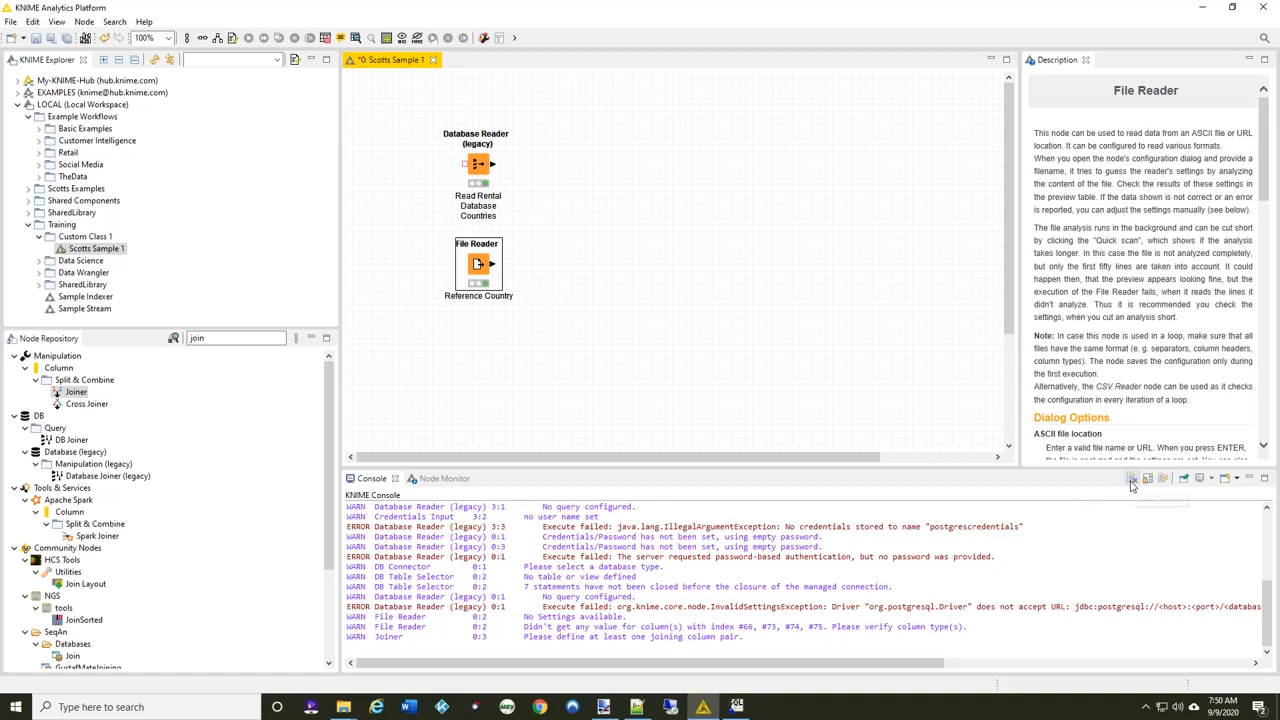 KNIME Analytics Platform
File Edit View Node Search Help
100%
KNIME Explorer
My-KNIME-Hub (hub.knime.com)
EXAMPLES (knime@hub.knime.com)
LOCAL (Local Workspace)
Example Workflows
Basic Examples
Customer Intelligence
Retail
Social Media
TheData
Scotts Examples
Shared Components
SharedLibrary
Training
Custom Class 1
Scotts Sample 1
Data Science
Data Wrangler
SharedLibrary
Sample Indexer
Sample Stream
Node Repository
join
Manipulation
Column
Split & Combine
Joiner
Cross Joiner
DB
Query
DB Joiner
Database (legacy)
Manipulation (legacy)
Database Joiner (legacy)
Tools & Services
Apache Spark
Column
Split & Combine
Spark Joiner
Community Nodes
HCS Tools
Utilities
Join Layout
NGS
tools
JoinSorted
SeqAn
Databases
Join
GustafMateJoining
*0: Scotts Sample 1
Database Reader
(legacy)
Read Rental
Database
Countries
File Reader
Reference Country
Description
File Reader
This node can be used to read data from an ASCII file or URL
location. It can be configured to read various formats.
When you open the node's configuration dialog and provide a
filename, it tries to guess the reader's settings by analyzing
the content of the file. Check the results of these settings in
the preview table. If the data shown is not correct or an error
is reported, you can adjust the settings manually (see below).
The file analysis runs in the background and can be cut short
by clicking the "Quick scan", which shows if the analysis
takes longer. In this case the file is not analyzed completely,
but only the first fifty lines are taken into account. It could
happen then, that the preview appears looking fine, but the
execution of the File Reader fails, when it reads the lines it
didn't analyze. Thus it is recommended you check the
settings, when you cut an analysis short.
Note: In case this node is used in a loop, make sure that all
files have the same format (e. g. separators, column headers,
column types). The node saves the configuration only during
the first execution.
Alternatively, the CSV Reader node can be used as it checks
the configuration in every iteration of a loop.
Dialog Options
ASCII file location
Enter a valid file name or URL. When you press ENTER,
Console
Node Monitor
KNIME Console
WARN Database Reader (legacy) 3:1 No query configured.
WARN Credentials Input 3:2 no user name set
ERROR Database Reader (legacy) 3:3 Execute failed: java.lang.IllegalArgumentException: No credentials stored to name "postgrescredentials"
WARN Database Reader (legacy) 0:1 Credentials/Password has not been set, using empty password.
WARN Database Reader (legacy) 0:3 Credentials/Password has not been set, using empty password.
ERROR Database Reader (legacy) 0:1 Execute failed: The server requested password-based authentication, but no password was provided.
WARN DB Connector 0:1 Please select a database type.
WARN DB Table Selector 0:2 No table or view defined
WARN DB Table Selector 0:2 7 statements have not been closed before the closure of the managed connection.
WARN Database Reader (legacy) 0:1 No query configured.
ERROR Database Reader (legacy) 0:1 Execute failed: org.knime.core.node.InvalidSettingsException: Driver "org.postgresql.Driver" does not accept URL: jdbc:postgresql://<host>:<port>/<databas
WARN File Reader 0:2 No Settings available.
WARN File Reader 0:2 Didn't get any value for column(s) with index #66, #73, #74, #75. Please verify column type(s).
WARN Joiner 0:3 Please define at least one joining column pair.
Type here to search
7:50 AM
9/9/2020